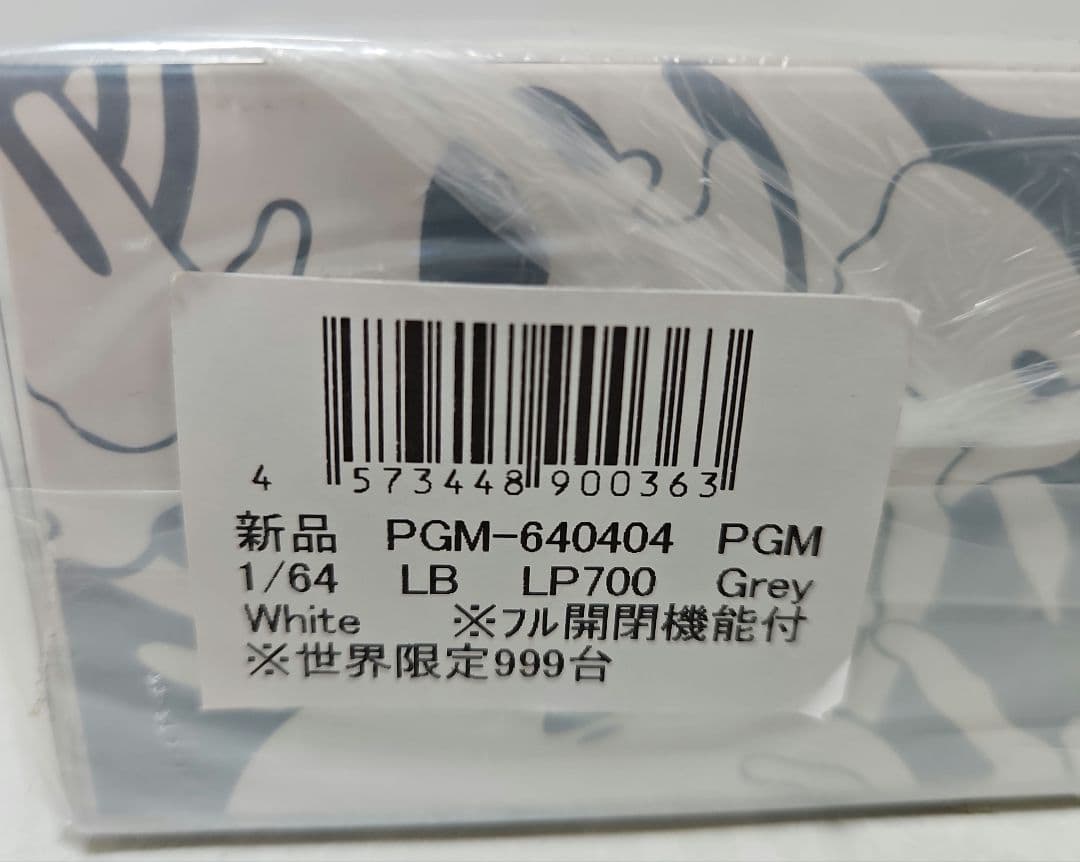 4 573448 900363
新品 PGM-640404 PGM
1/64 LB LP700 Grey
White ※フル開閉機能付
※世界限定999台